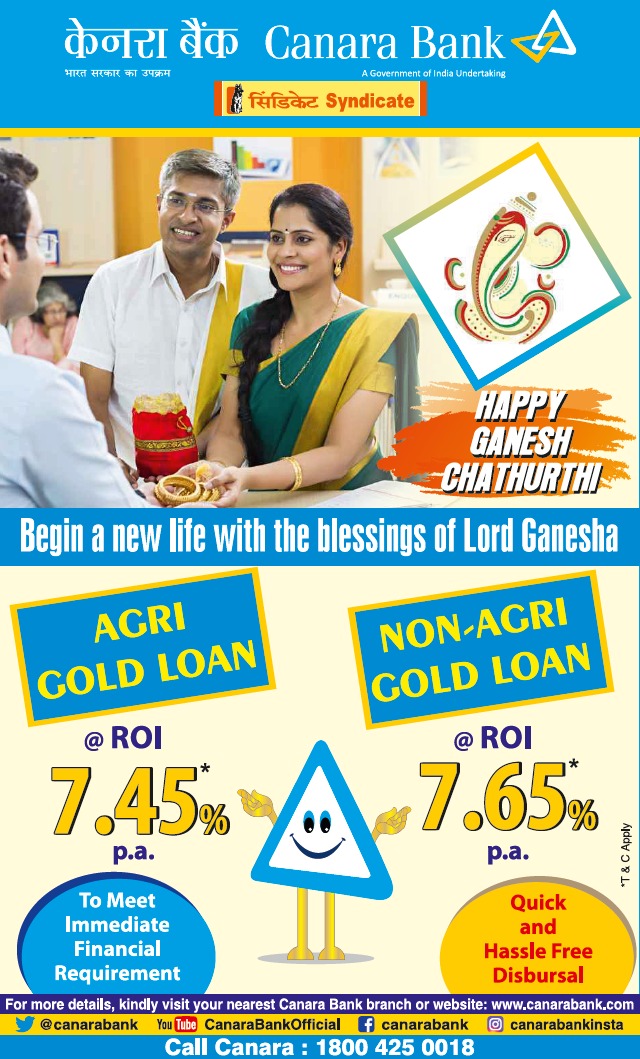 केनरा बैंक Canara Bank
भारत सरकार का उपक्रम A Government of India Undertaking
सिंडिकेट Syndicate
HAPPY
GANESH
CHATHURTHI
Begin a new life with the blessings of Lord Ganesha
AGRI
GOLD LOAN
@ ROI
7.45*%
p.a.
To Meet
Immediate
Financial
Requirement
NON-AGRI
GOLD LOAN
@ ROI
7.65*%
p.a.
*T & C Apply
Quick
and
Hassle Free
Disbursal
For more details, kindly visit your nearest Canara Bank branch or website: www.canarabank.com
@canarabank YouTube CanaraBankOfficial f canarabank canarabankinsta
Call Canara : 1800 425 0018